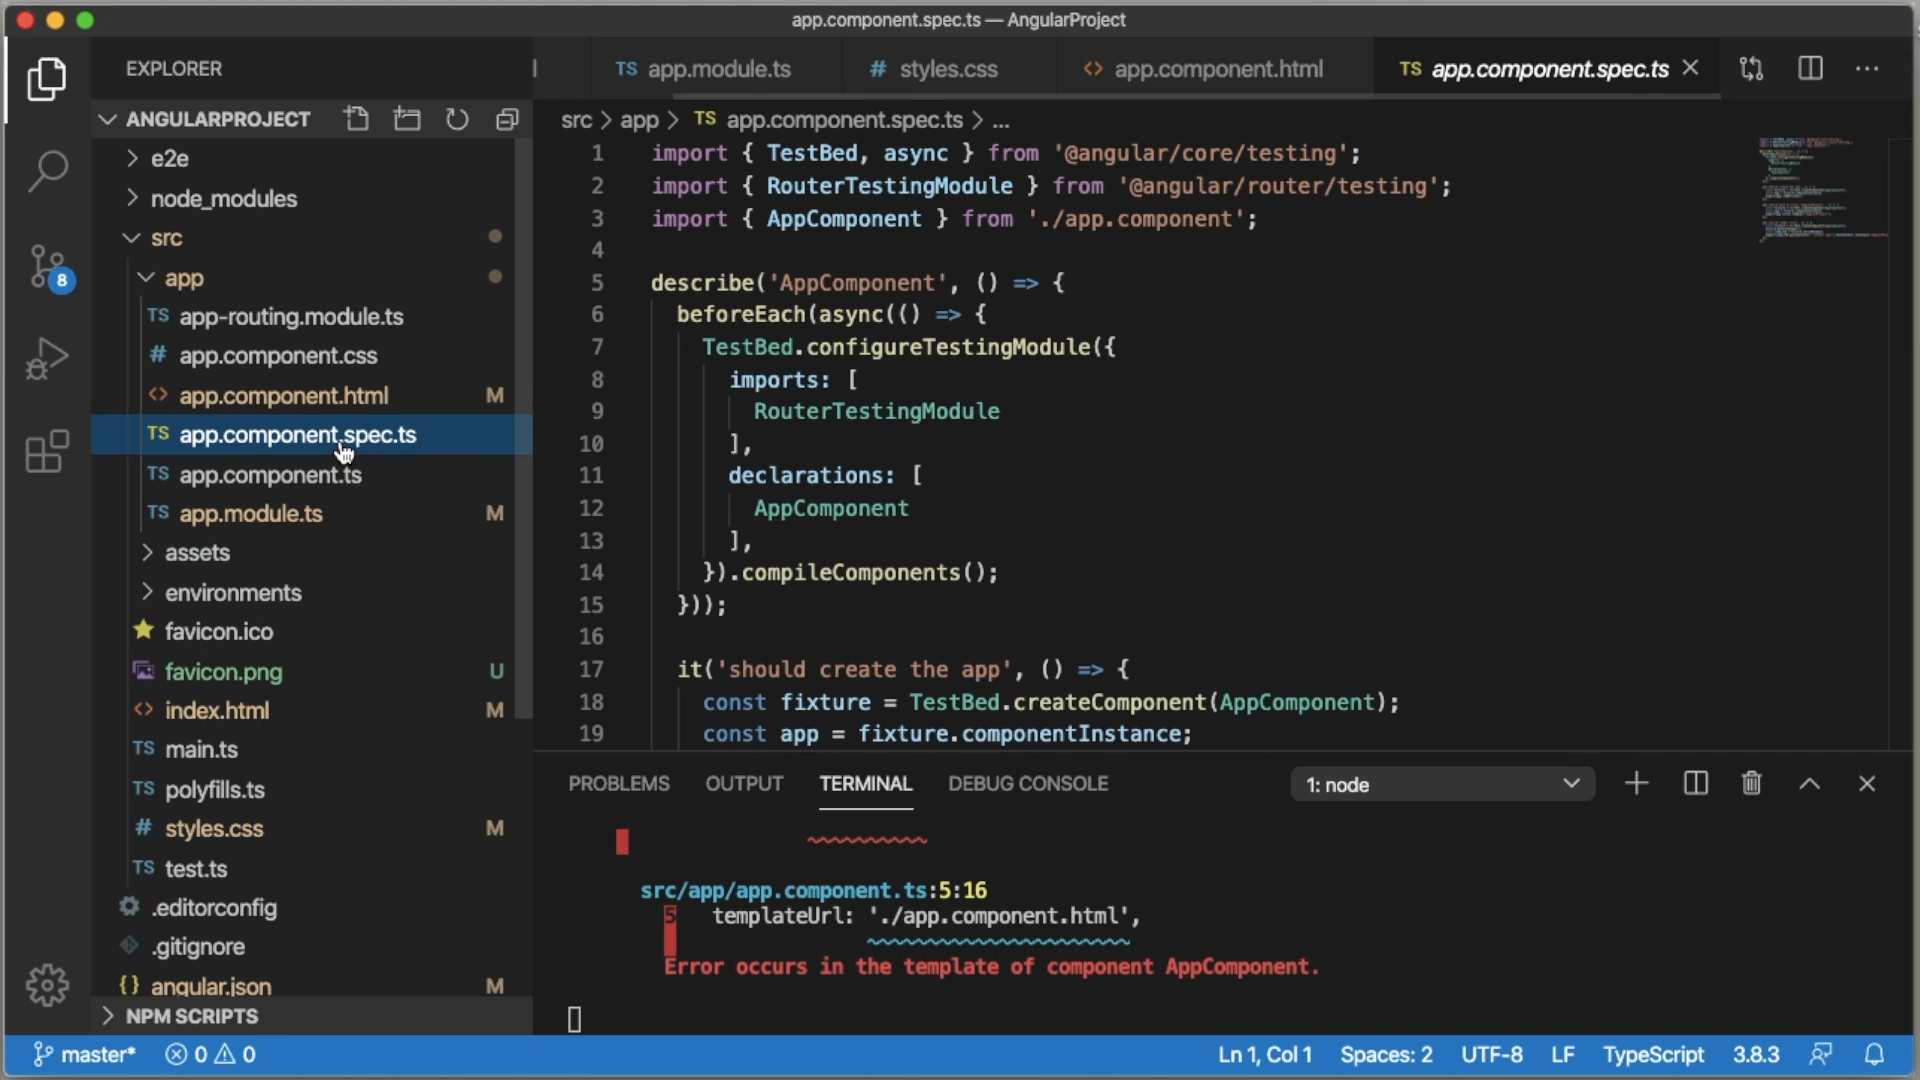 app.component.spec.ts — AngularProject
EXPLORER
TS app.module.ts
# styles.css
<> app.component.html
TS app.component.spec.ts
ANGULARPROJECT
src > app > TS app.component.spec.ts > ...
e2e
node_modules
src
app
TS app-routing.module.ts
# app.component.css
<> app.component.html M
TS app.component.spec.ts
TS app.component.ts
TS app.module.ts M
assets
environments
favicon.ico
favicon.png U
<> index.html M
TS main.ts
TS polyfills.ts
# styles.css M
TS test.ts
.editorconfig
.gitignore
{} angular.json M
NPM SCRIPTS
8
1 import { TestBed, async } from '@angular/core/testing';
2 import { RouterTestingModule } from '@angular/router/testing';
3 import { AppComponent } from './app.component';
4
5 describe('AppComponent', () => {
6 beforeEach(async(() => {
7 TestBed.configureTestingModule({
8 imports: [
9 RouterTestingModule
10 ],
11 declarations: [
12 AppComponent
13 ],
14 }).compileComponents();
15 }));
16
17 it('should create the app', () => {
18 const fixture = TestBed.createComponent(AppComponent);
19 const app = fixture.componentInstance;
PROBLEMS OUTPUT TERMINAL DEBUG CONSOLE 1: node
~~~~~~~~~~
src/app/app.component.ts:5:16
5 templateUrl: './app.component.html',
~~~~~~~~~~~~~~~~~~~~~~
Error occurs in the template of component AppComponent.
master* 0 0 Ln 1, Col 1 Spaces: 2 UTF-8 LF TypeScript 3.8.3